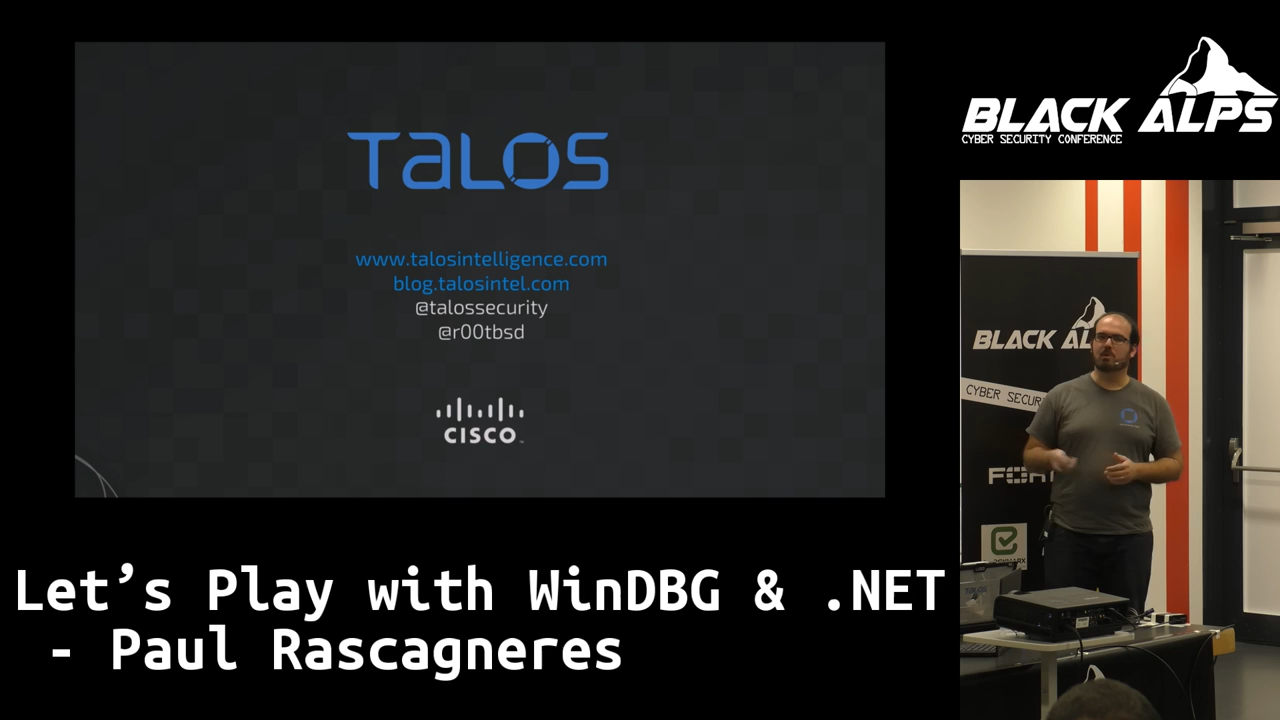 TALOS
www.talosintelligence.com
blog.talosintel.com
@talossecurity
@r00tbsd
CISCO
Let’s Play with WinDBG & .NET
- Paul Rascagneres
BLACK ALPS
CYBER SECURITY CONFERENCE
BLACK AL
CYBER SECUR
FOR